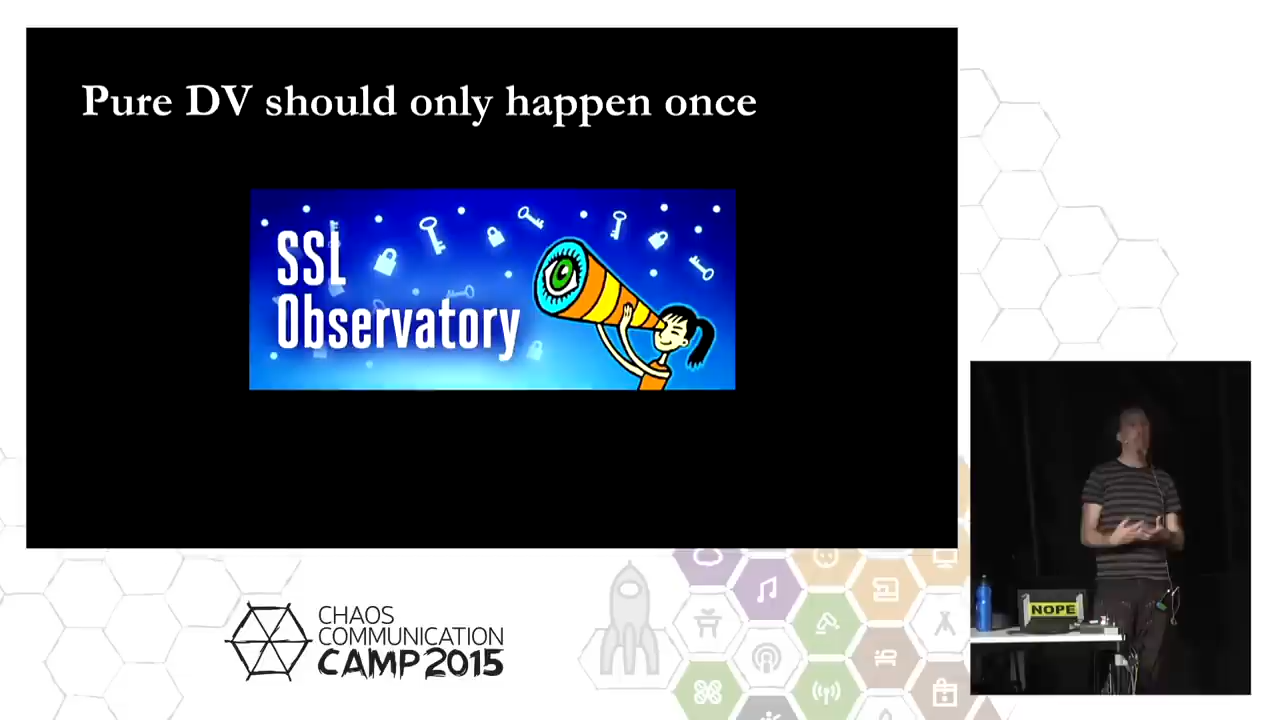 Pure DV should only happen once
SSL
Observatory
NOPE
CHAOS
COMMUNICATION
CAMP 2015